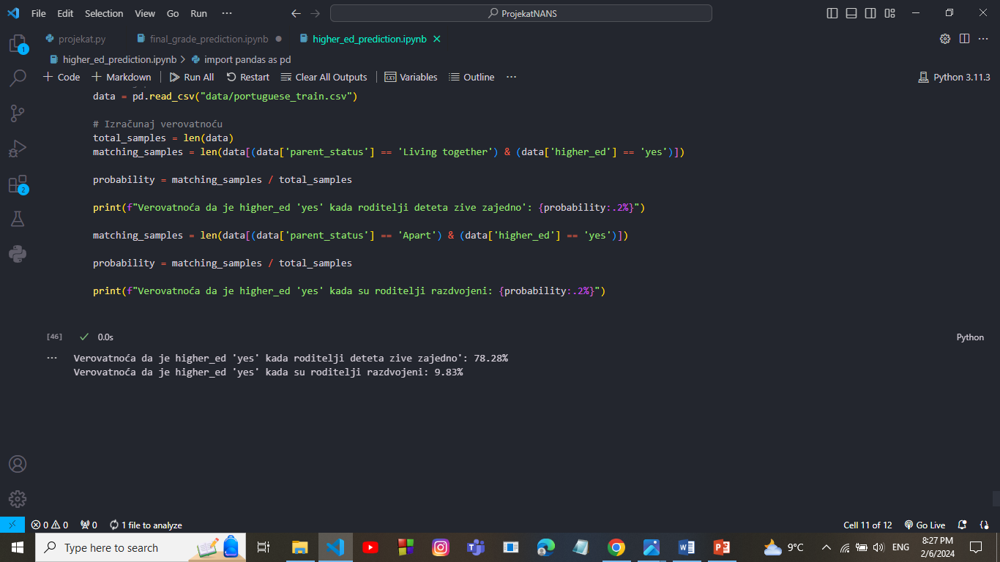 File Edit Selection View Go Run ··· ProjekatNANS
projekat.py final_grade_prediction.ipynb higher_ed_prediction.ipynb
higher_ed_prediction.ipynb > import pandas as pd
+ Code + Markdown Run All Restart Clear All Outputs Variables Outline ··· Python 3.11.3
data = pd.read_csv("data/portuguese_train.csv")
# Izračunaj verovatnoću
total_samples = len(data)
matching_samples = len(data[(data['parent_status'] == 'Living together') & (data['higher_ed'] == 'yes')])
probability = matching_samples / total_samples
print(f"Verovatnoća da je higher_ed 'yes' kada roditelji deteta zive zajedno': {probability:.2%}")
matching_samples = len(data[(data['parent_status'] == 'Apart') & (data['higher_ed'] == 'yes')])
probability = matching_samples / total_samples
print(f"Verovatnoća da je higher_ed 'yes' kada su roditelji razdvojeni: {probability:.2%}")
[46] 0.0s Python
··· Verovatnoća da je higher_ed 'yes' kada roditelji deteta zive zajedno': 78.28%
Verovatnoća da je higher_ed 'yes' kada su roditelji razdvojeni: 9.83%
1
2
0 0 0 1 file to analyze Cell 11 of 12 Go Live
Type here to search 9°C ENG 8:27 PM
2/6/2024